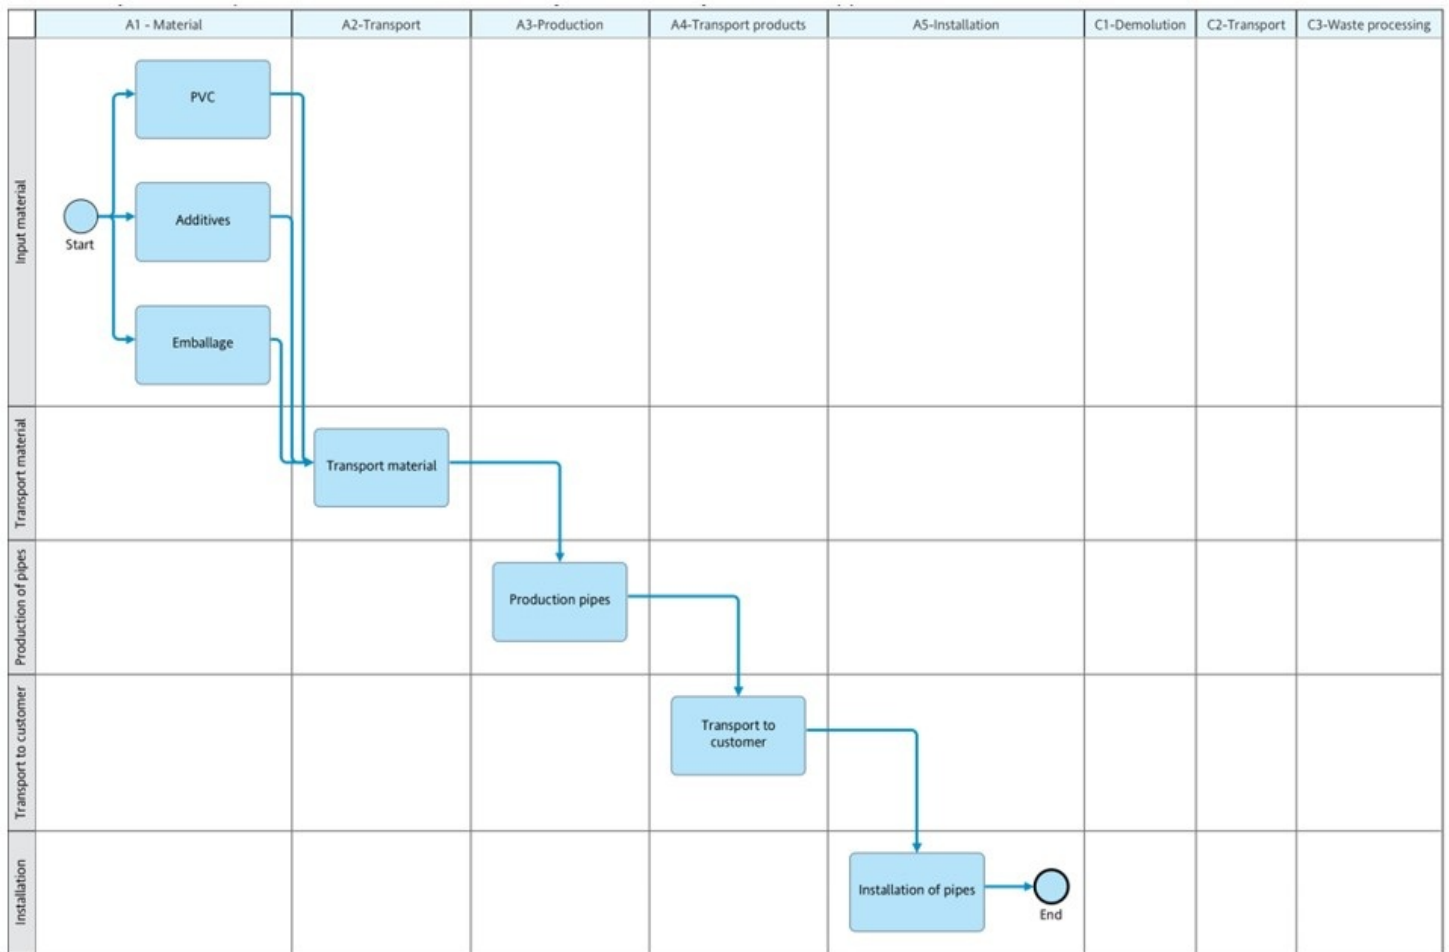 A1 - Material
A2-Transport
A3-Production
A4-Transport products
A5-Installation
C1-Demolution
C2-Transport
C3-Waste processing
Input material
Start
PVC
Additives
Emballage
Transport material
Transport material
Production of pipes
Production pipes
Transport to customer
Transport to
customer
Installation
Installation of pipes
End